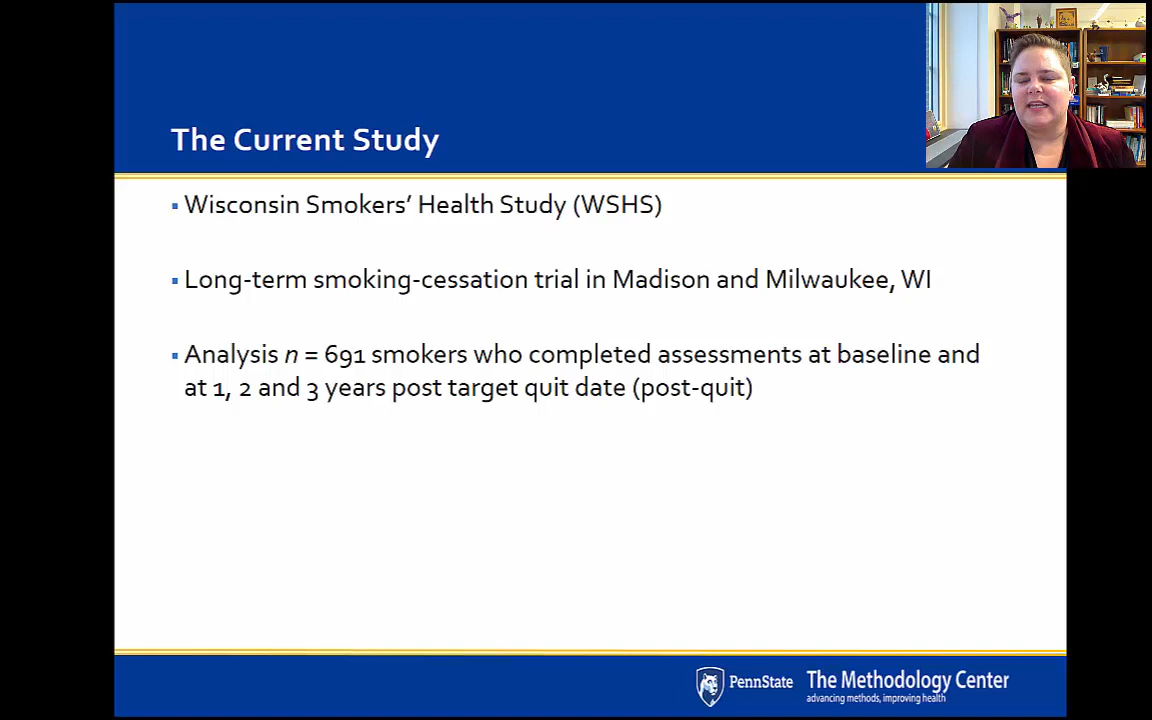 The Current Study
▪ Wisconsin Smokers’ Health Study (WSHS)
▪ Long-term smoking-cessation trial in Madison and Milwaukee, WI
▪ Analysis n = 691 smokers who completed assessments at baseline and
at 1, 2 and 3 years post target quit date (post-quit)
PennState
The Methodology Center
advancing methods, improving health